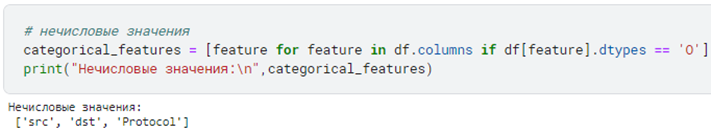 # нечисловые значения
categorical_features = [feature for feature in df.columns if df[feature].dtypes == 'O']
print("Нечисловые значения:\n",categorical_features)
Нечисловые значения:
['src', 'dst', 'Protocol']